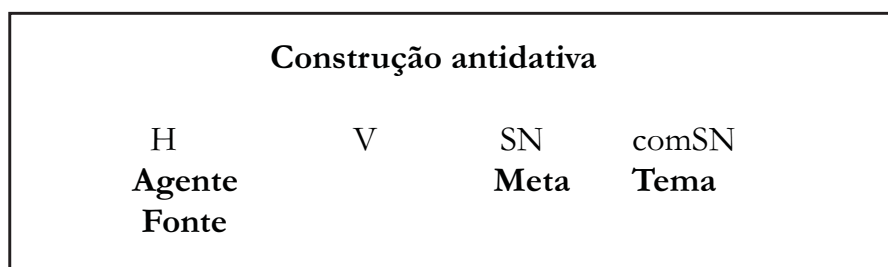 Construção antidativa
H V SN comSN
Agente Meta Tema
Fonte